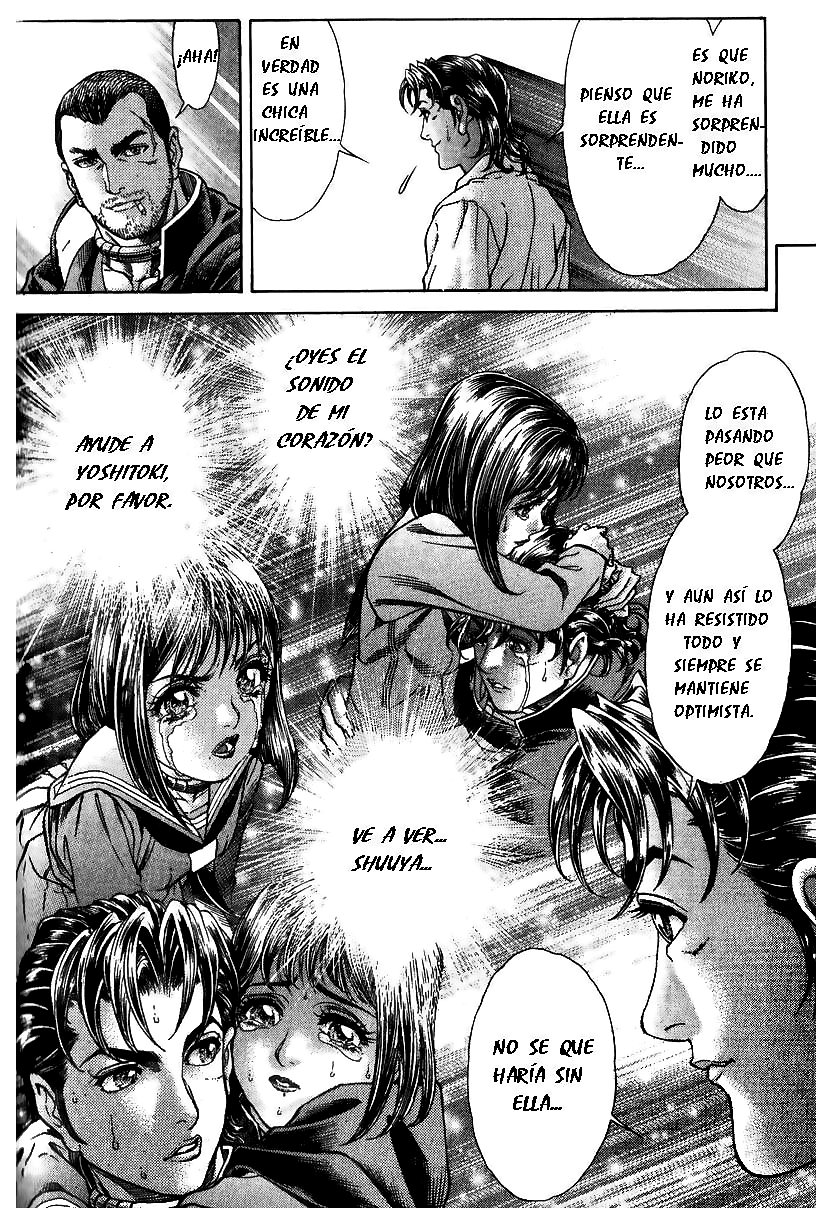 ES QUE
NORIKO,
ME HA
SORPREN-
DIDO
MUCHO....
PIENSO QUE
ELLA ES
SORPRENDEN-
TE...
EN
VERDAD
ES UNA
CHICA
INCREÍBLE...
¡AHA!
LO ESTA
PASANDO
PEOR QUE
NOSOTROS...
Y AUN ASÍ LO
HA RESISTIDO
TODO Y
SIEMPRE SE
MANTIENE
OPTIMISTA.
¿OYES EL
SONIDO
DE MI
CORAZÓN?
AYUDE A
YOSHITOKI,
POR FAVOR.
VE A VER...
SHUUYA...
NO SE QUE
HARÍA SIN
ELLA...